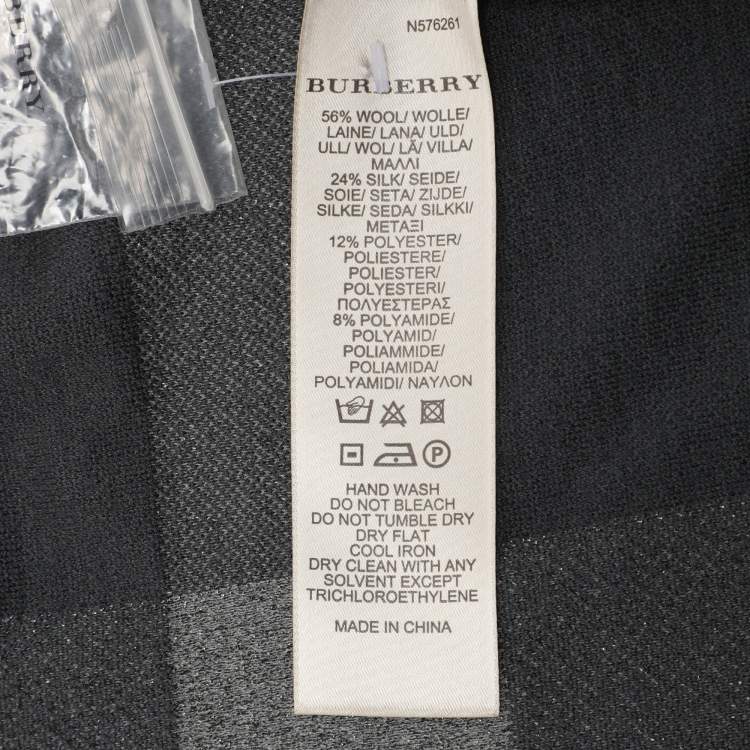 N576261
BURBERRY
BURBERRY
56% WOOL/ WOLLE/
LAINE/ LANA/ ULD/
ULL/ WOL/ LÃ/ VILLA/
ΜΑΛΛΙ
24% SILK/ SEIDE/
SOIE/ SETA/ ZIJDE/
SILKE/ SEDA/ SILKKI/
ΜΕΤΑΞΙ
12% POLYESTER/
POLIESTERE/
POLIESTER/
POLYESTERI/
ΠΟΛΥΕΣΤΕΡΑΣ
8% POLYAMIDE/
POLYAMID/
POLIAMMIDE/
POLIAMIDA/
POLYAMIDI/ ΝΑΥΛΟΝ
P
HAND WASH
DO NOT BLEACH
DO NOT TUMBLE DRY
DRY FLAT
COOL IRON
DRY CLEAN WITH ANY
SOLVENT EXCEPT
TRICHLOROETHYLENE
MADE IN CHINA